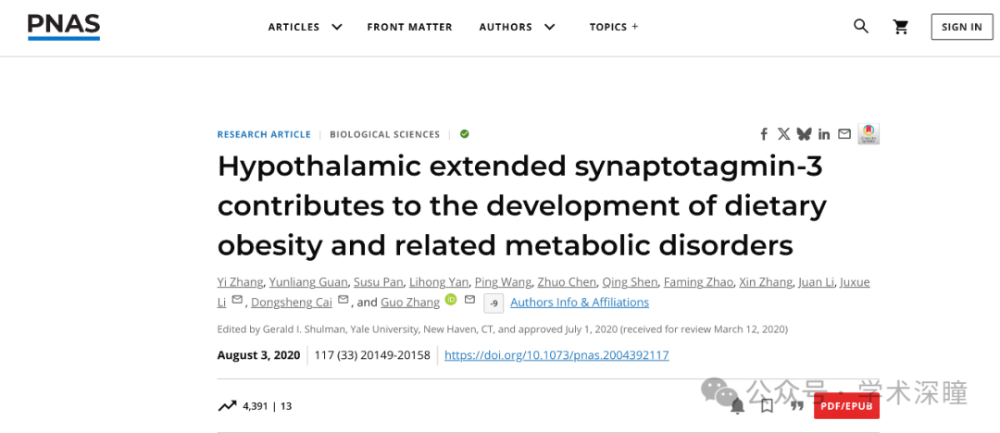 PNAS
ARTICLES FRONT MATTER AUTHORS TOPICS + SIGN IN
RESEARCH ARTICLE | BIOLOGICAL SCIENCES |
Hypothalamic extended synaptotagmin-3
contributes to the development of dietary
obesity and related metabolic disorders
Yi Zhang, Yunliang Guan, Susu Pan, Lihong Yan, Ping Wang, Zhuo Chen, Qing Shen, Faming Zhao, Xin Zhang, Juan Li, Juxue
Li, Dongsheng Cai, and Guo Zhang -9 Authors Info & Affiliations
Edited by Gerald I. Shulman, Yale University, New Haven, CT, and approved July 1, 2020 (received for review March 12, 2020)
August 3, 2020 | 117 (33) 20149-20158 | https://doi.org/10.1073/pnas.2004392117
4,391 | 13
PDF/EPUB
公众号 · 学术深瞳